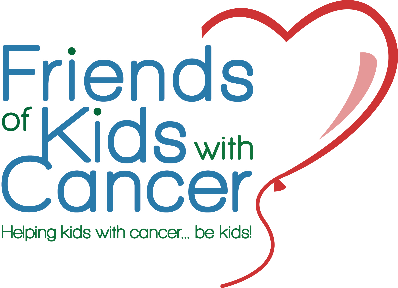 Friends
of Kids with
Cancer
Helping kids with cancer... be kids!